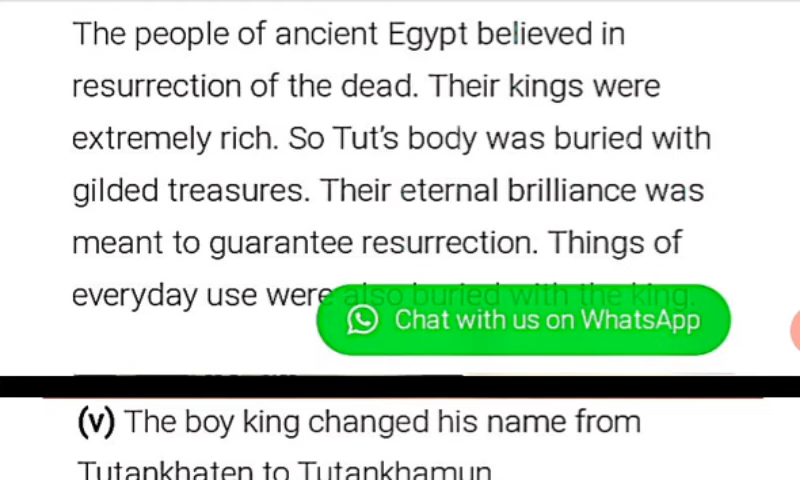 The people of ancient Egypt believed in
resurrection of the dead. Their kings were
extremely rich. So Tut's body was buried with
gilded treasures. Their eternal brilliance was
meant to guarantee resurrection. Things of
everyday use were also buried with the king.
Chat with us on WhatsApp
(v) The boy king changed his name from
Tutankhaten to Tutankhamun